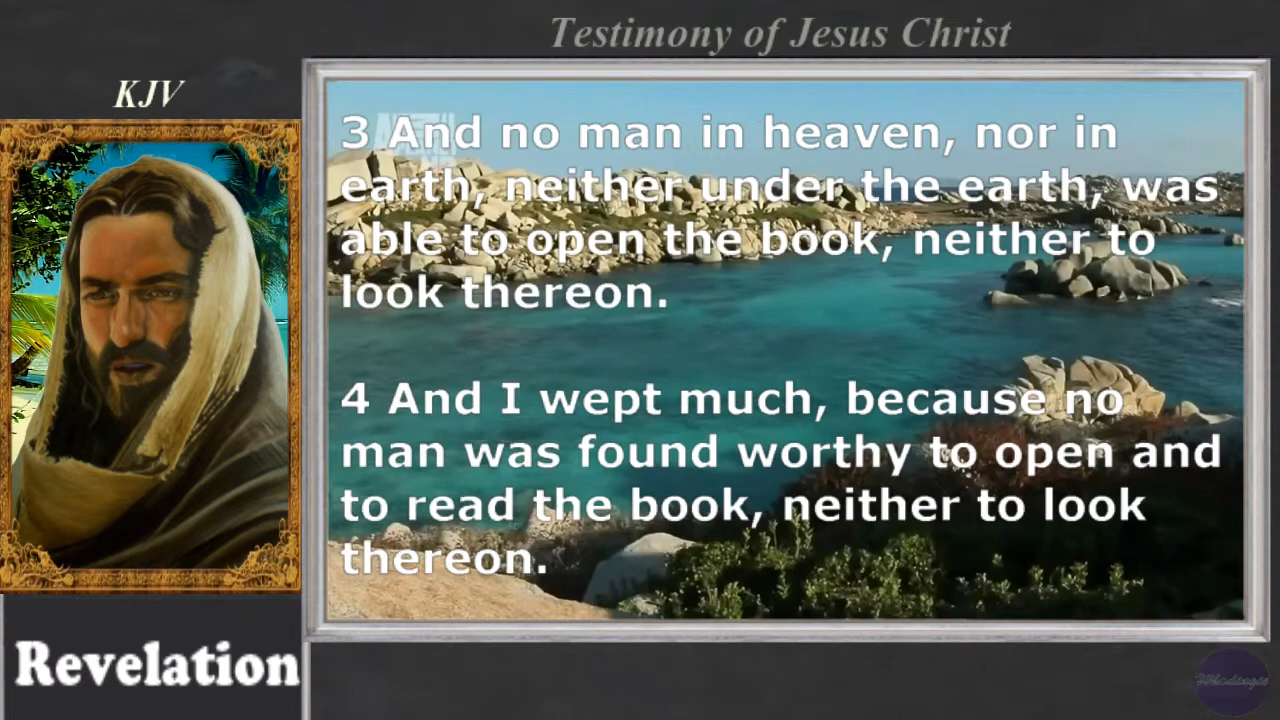 Testimony of Jesus Christ
KJV
3 And no man in heaven, nor in
earth, neither under the earth, was
able to open the book, neither to
look thereon.
4 And I wept much, because no
man was found worthy to open and
to read the book, neither to look
thereon.
Revelation